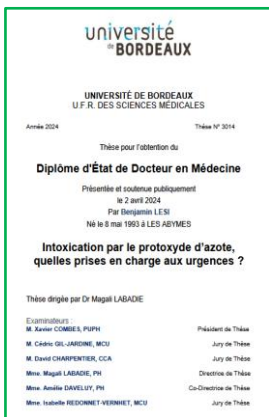 université
de BORDEAUX
UNIVERSITÉ DE BORDEAUX
U.F.R. DES SCIENCES MÉDICALES
Année 2024 Thèse N° 3014
Thèse pour l'obtention du
Diplôme d'État de Docteur en Médecine
Présentée et soutenue publiquement
le 2 avril 2024
Par Benjamin LESI
Né le 8 mai 1993 à LES ABYMES
Intoxication par le protoxyde d'azote,
quelles prises en charge aux urgences ?
Thèse dirigée par Dr Magali LABADIE
Examinateurs :
M. Xavier COMBES, PUPH Président de Thèse
M. Cédric GIL-JARDINE, MCU Jury de Thèse
M. David CHARPENTIER, CCA Jury de Thèse
Mme. Magali LABADIE, PH Directrice de Thèse
Mme. Amélie DAVELUY, PH Co-Directrice de Thèse
Mme. Isabelle REDONNET-VERNHET, MCU Jury de Thèse